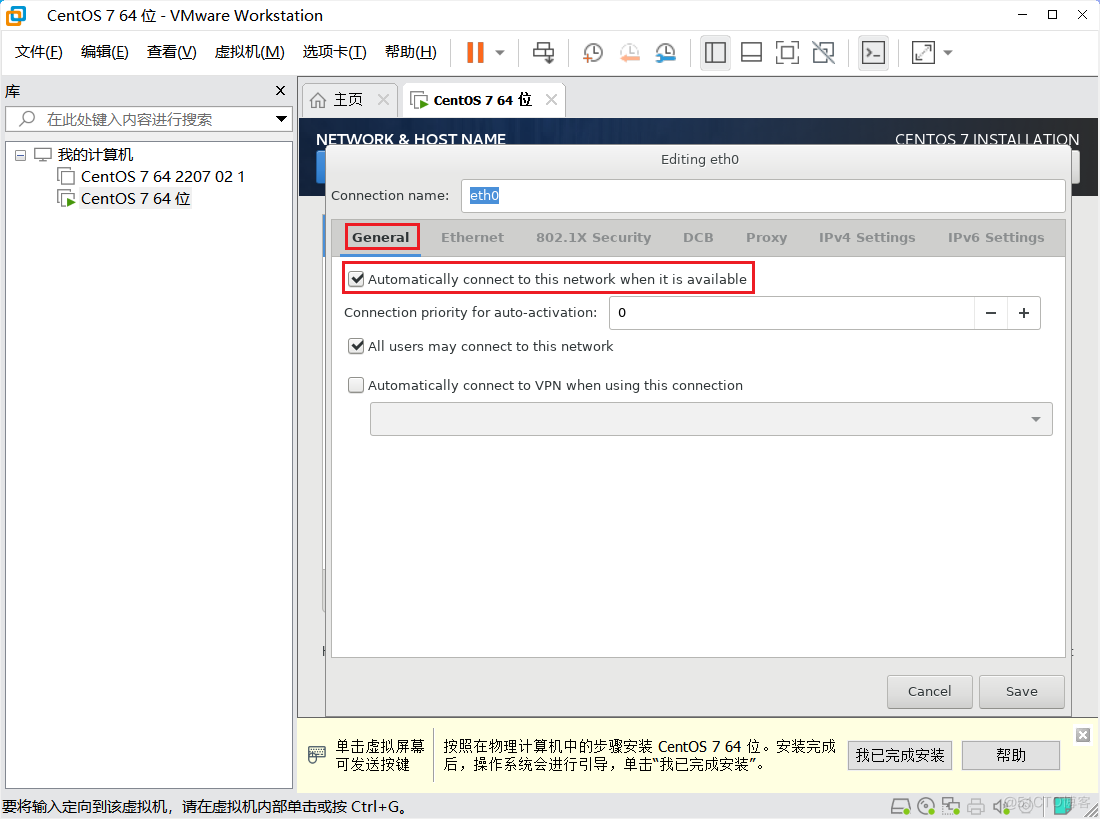 CentOS 7 64 位 - VMware Workstation
文件(F) 编辑(E) 查看(V) 虚拟机(M) 选项卡(T) 帮助(H)
库
在此处键入内容进行搜索
我的计算机
CentOS 7 64 2207 02 1
CentOS 7 64 位
主页
CentOS 7 64 位
NETWORK & HOST NAME
CENTOS 7 INSTALLATION
Editing eth0
Connection name: eth0
General Ethernet 802.1X Security DCB Proxy IPv4 Settings IPv6 Settings
Automatically connect to this network when it is available
Connection priority for auto-activation: 0
All users may connect to this network
Automatically connect to VPN when using this connection
Cancel Save
单击虚拟屏幕
可发送按键
按照在物理计算机中的步骤安装 CentOS 7 64 位。安装完成
后，操作系统会进行引导，单击“我已完成安装”。
我已完成安装 帮助
要将输入定向到该虚拟机，请在虚拟机内部单击或按 Ctrl+G。